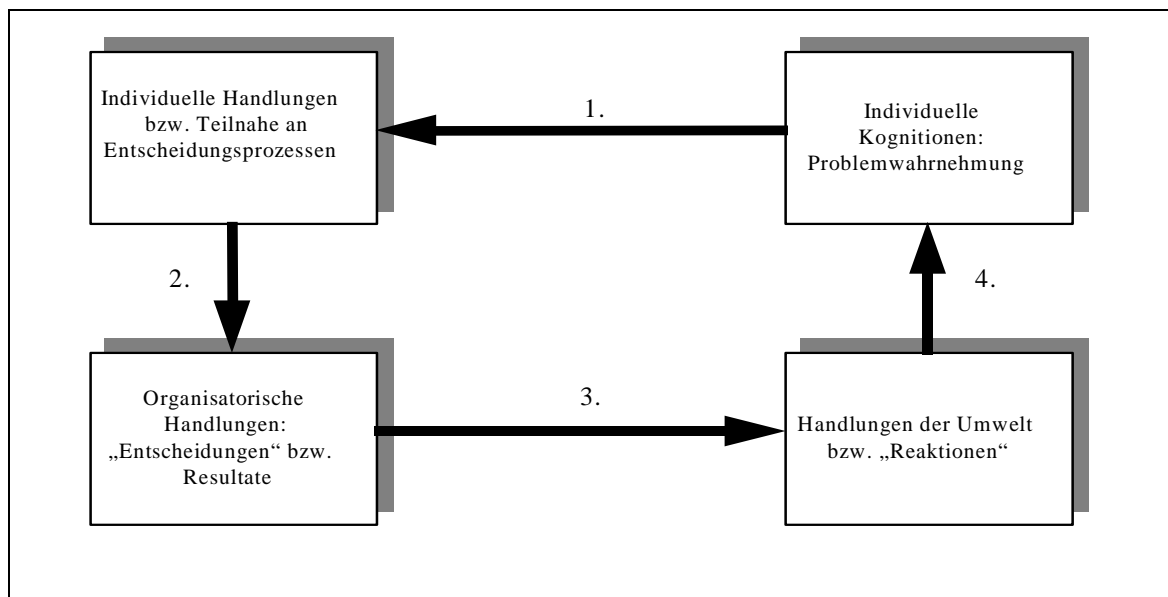 Individuelle Handlungen
bzw. Teilnahe an
Entscheidungsprozessen
1.
Individuelle
Kognitionen:
Problemwahrnehmung
2.
4.
Organisatorische
Handlungen:
„Entscheidungen“ bzw.
Resultate
3.
Handlungen der Umwelt
bzw. „Reaktionen“